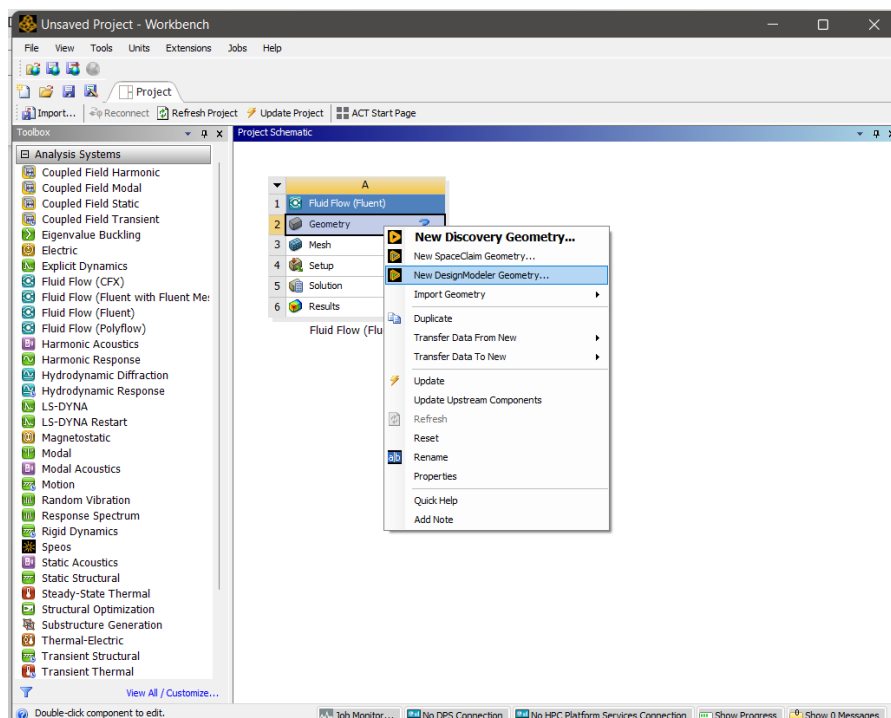 Unsaved Project - Workbench
File View Tools Units Extensions Jobs Help
Project
Import... Reconnect Refresh Project Update Project ACT Start Page
Toolbox
Project Schematic
Analysis Systems
Coupled Field Harmonic
Coupled Field Modal
Coupled Field Static
Coupled Field Transient
Eigenvalue Buckling
Electric
Explicit Dynamics
Fluid Flow (CFX)
Fluid Flow (Fluent with Fluent Me:
Fluid Flow (Fluent)
Fluid Flow (Polyflow)
Harmonic Acoustics
Harmonic Response
Hydrodynamic Diffraction
Hydrodynamic Response
LS-DYNA
LS-DYNA Restart
Magnetostatic
Modal
Modal Acoustics
Motion
Random Vibration
Response Spectrum
Rigid Dynamics
Speos
Static Acoustics
Static Structural
Steady-State Thermal
Structural Optimization
Substructure Generation
Thermal-Electric
Transient Structural
Transient Thermal
View All / Customize...
A
1 Fluid Flow (Fluent)
2 Geometry ?
3 Mesh
4 Setup
5 Solution
6 Results
Fluid Flow (Flu
New Discovery Geometry...
New SpaceClaim Geometry...
New DesignModeler Geometry...
Import Geometry
Duplicate
Transfer Data From New
Transfer Data To New
Update
Update Upstream Components
Refresh
Reset
a|b Rename
Properties
Quick Help
Add Note
Double-click component to edit.
Job Monitor... No DPS Connection No HPC Platform Services Connection Show Progress Show 0 Messages